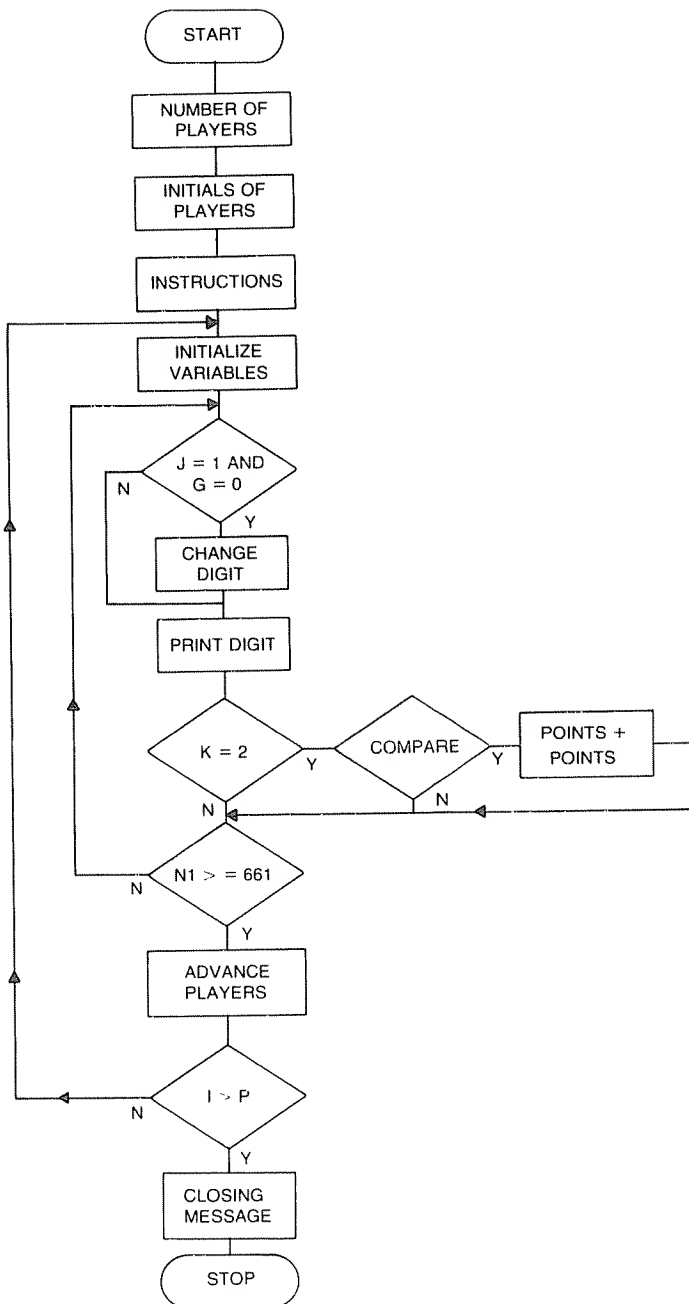 START
NUMBER OF
PLAYERS
INITIALS OF
PLAYERS
INSTRUCTIONS
INITIALIZE
VARIABLES
J = 1 AND
G = 0
N
Y
CHANGE
DIGIT
PRINT DIGIT
K = 2
Y
N
COMPARE
Y
N
POINTS +
POINTS
N1 > = 661
N
Y
ADVANCE
PLAYERS
I > P
N
Y
CLOSING
MESSAGE
STOP